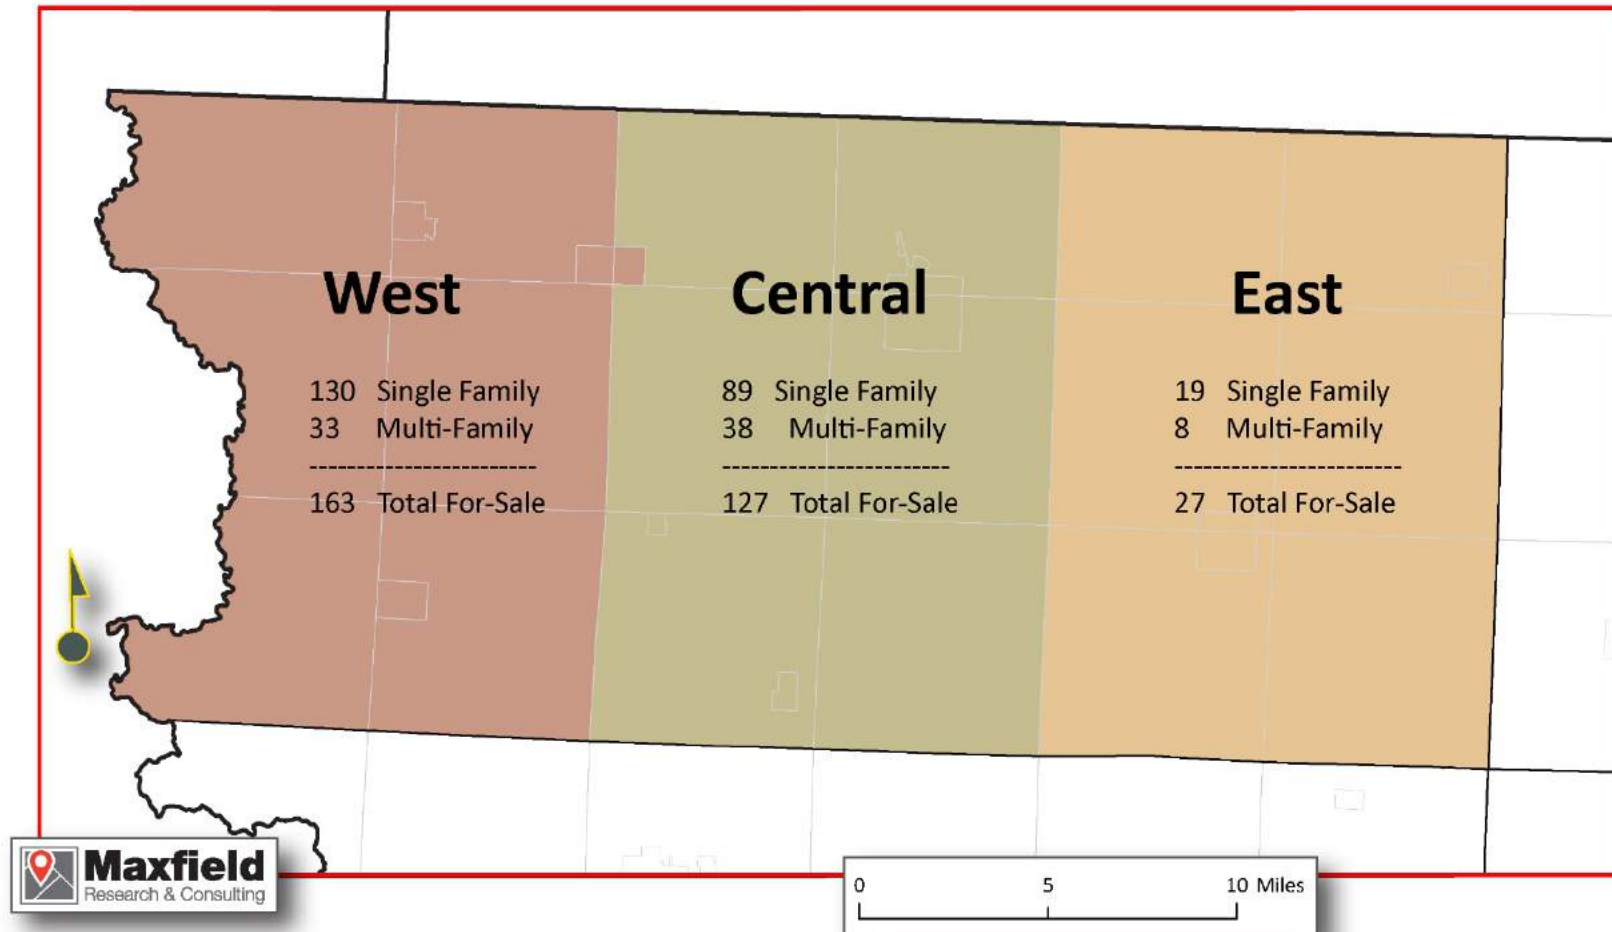 West
130 Single Family
33 Multi-Family
------------------------
163 Total For-Sale
Central
89 Single Family
38 Multi-Family
------------------------
127 Total For-Sale
East
19 Single Family
8 Multi-Family
------------------------
27 Total For-Sale
Maxfield
Research & Consulting
0 5 10 Miles